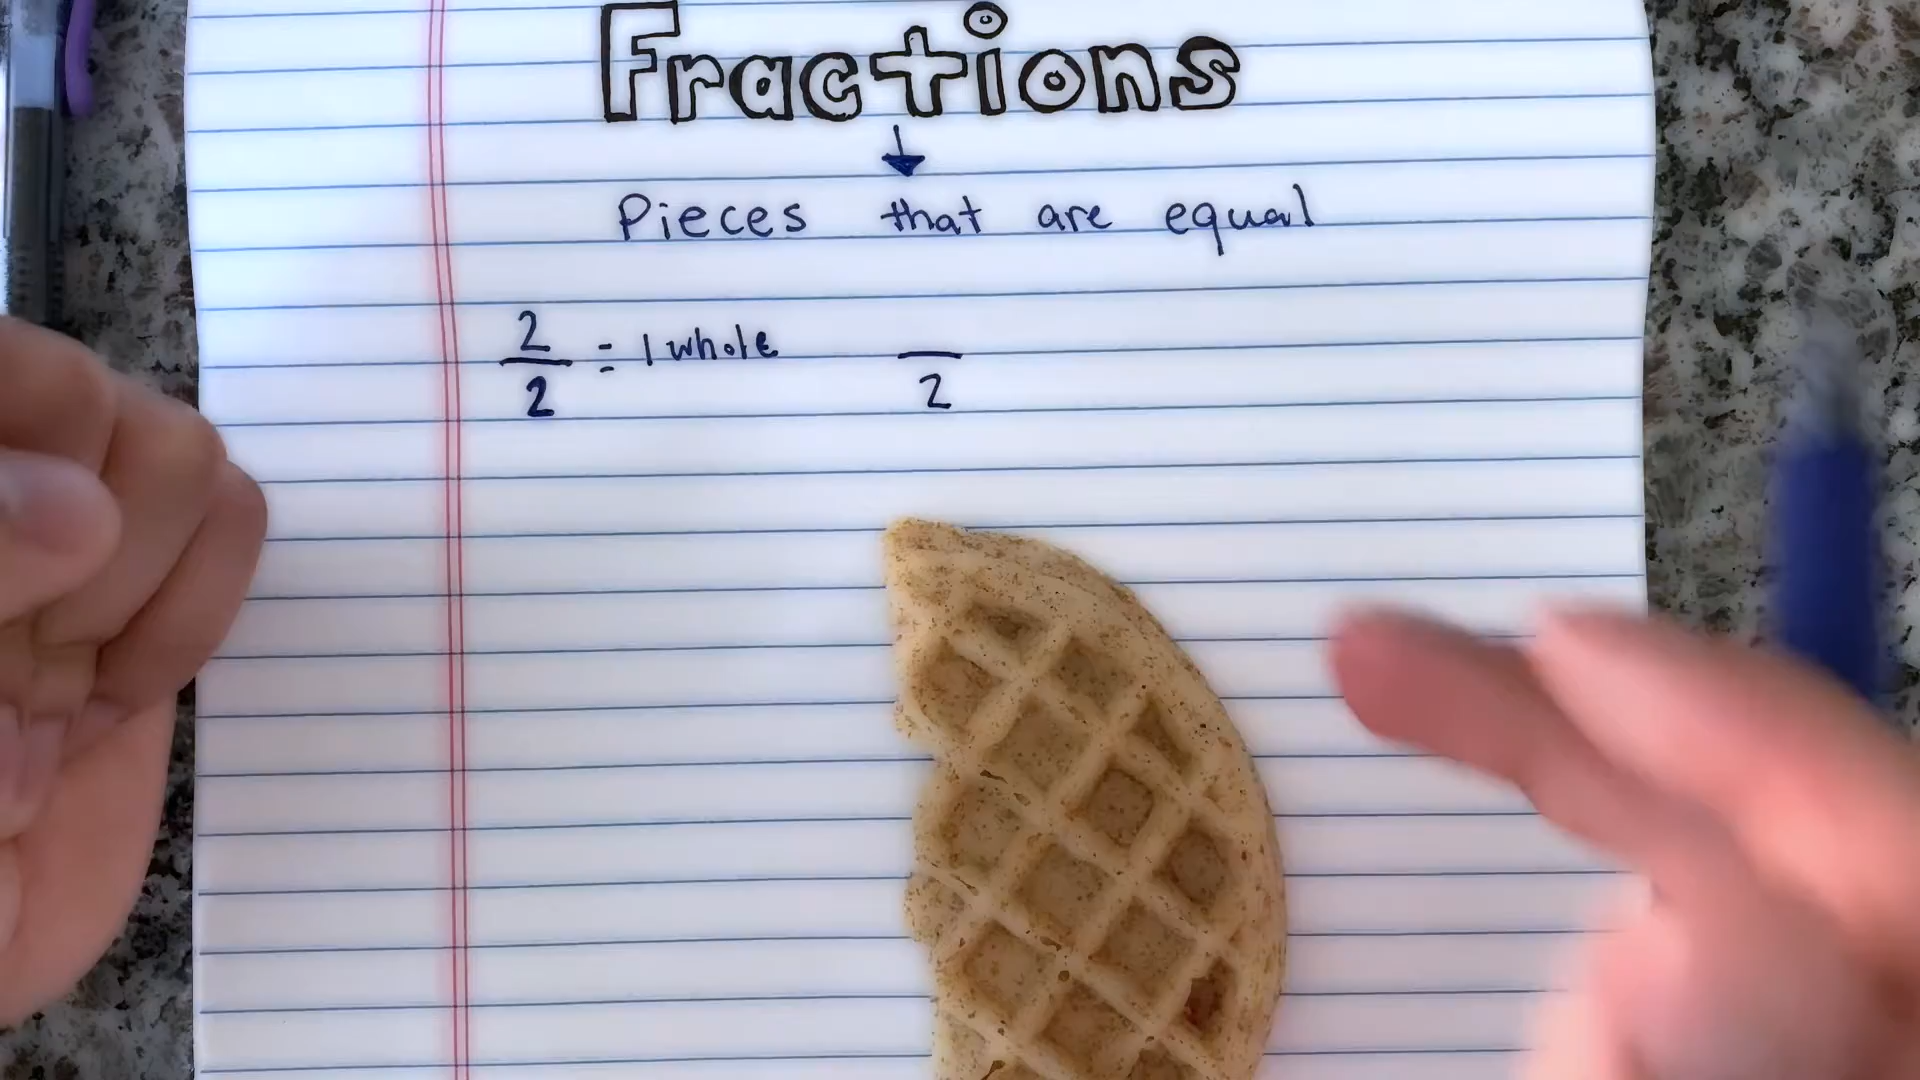 Fractions
Pieces that are equal
2/2 = 1 whole
/2